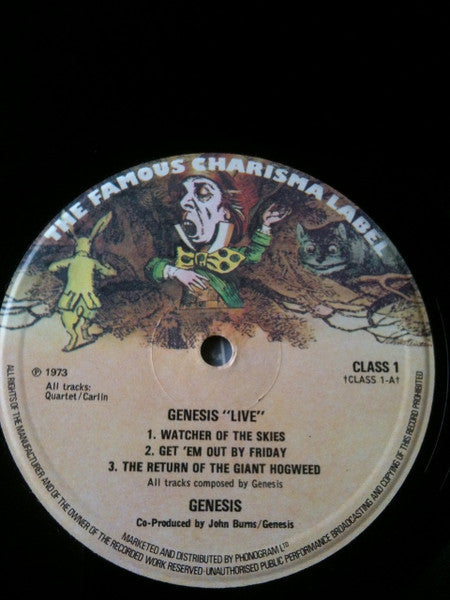 THE FAMOUS CHARISMA LABEL
℗ 1973
All tracks:
Quartet/Carlin
CLASS 1
†CLASS 1-A†
GENESIS "LIVE"
1. WATCHER OF THE SKIES
2. GET 'EM OUT BY FRIDAY
3. THE RETURN OF THE GIANT HOGWEED
All tracks composed by Genesis
GENESIS
Co-Produced by John Burns/Genesis
MARKETED AND DISTRIBUTED BY PHONOGRAM LTD
ALL RIGHTS OF THE MANUFACTURER AND OF THE OWNER OF THE RECORDED WORK RESERVED-UNAUTHORISED PUBLIC PERFORMANCE BROADCASTING AND COPYING OF THIS RECORD PROHIBITED